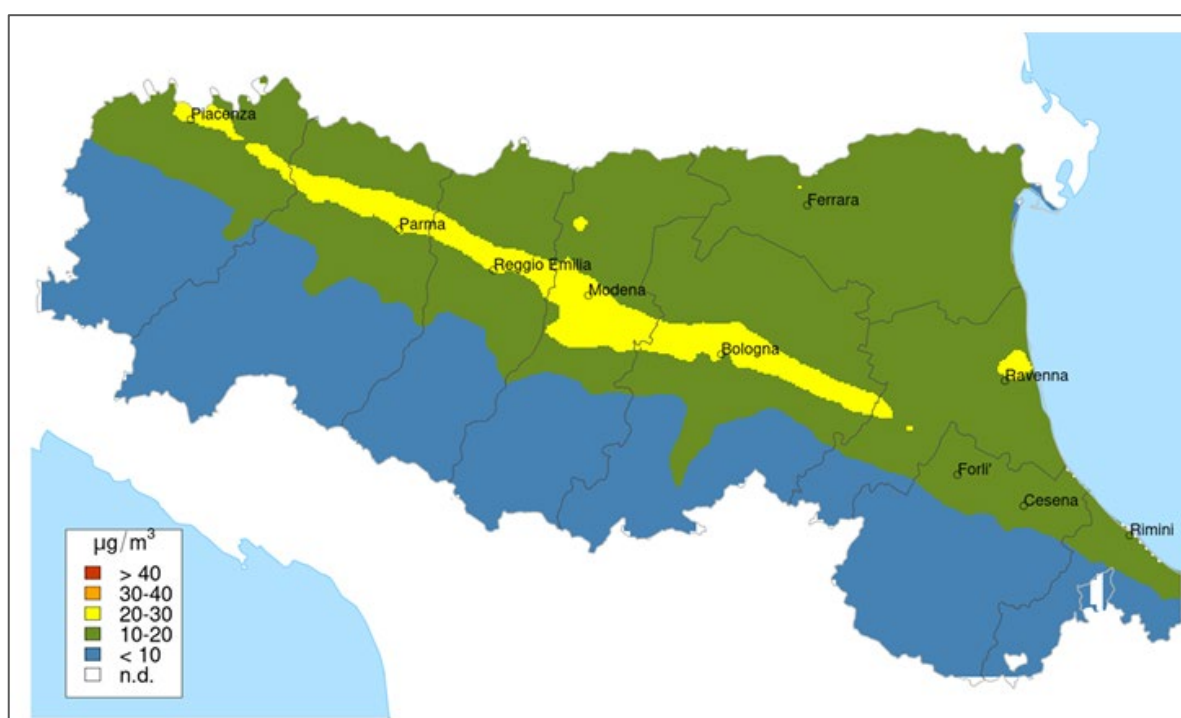 Piacenza
Ferrara
Parma
Reggio Emilia
Modena
Bologna
Ravenna
Forli'
Cesena
Rimini
µg/m³
> 40
30-40
20-30
10-20
< 10
n.d.